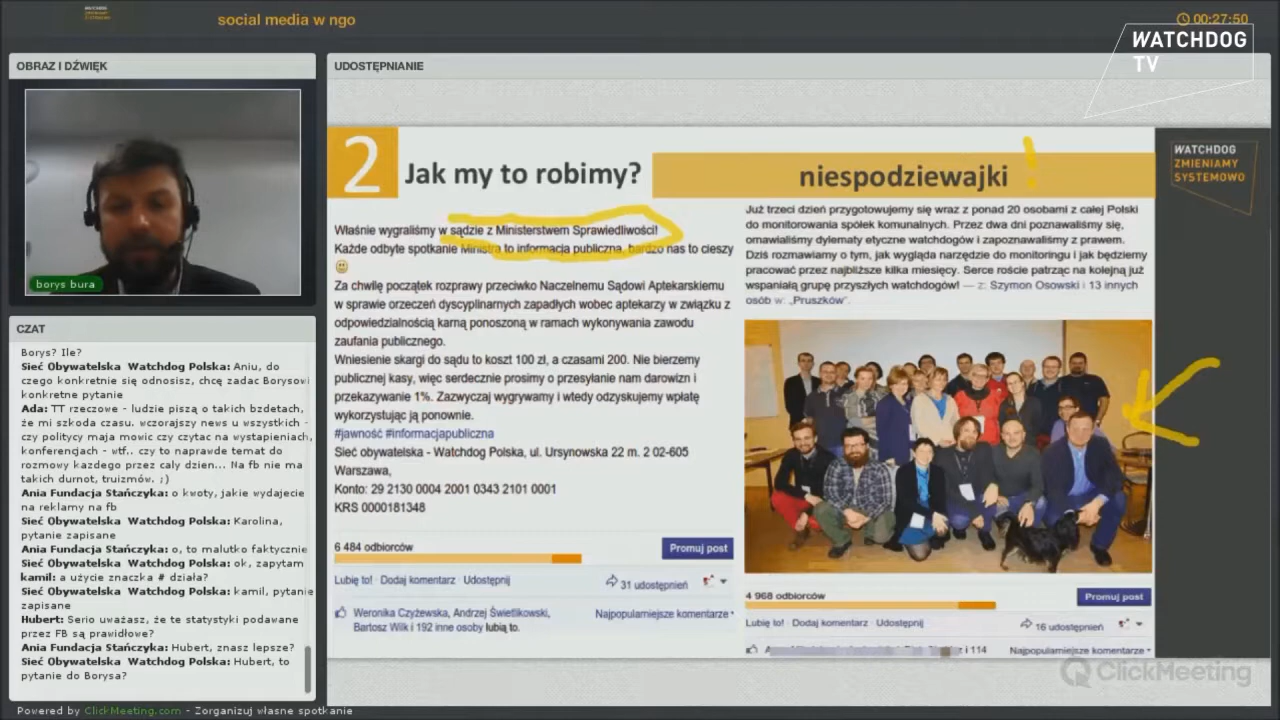 WATCHDOG
social media w ngo
00:27:50
WATCHDOG
TV
OBRAZ I DŹWIĘK
borys bura
CZAT
Borys? Ile?
Sieć Obywatelska Watchdog Polska: Aniu, do
czego konkretnie się odnosisz, chcę zadac Borysowi
konkretne pytanie
Ada: TT rzeczowe - ludzie piszą o takich bzdetach,
że mi szkoda czasu. wczorajszy news u wszystkich -
czy politycy maja mowic czy czytac na wystapieniach,
konferencjach - wtf.. czy to naprawde temat do
rozmowy kazdego przez caly dzien... Na fb nie ma
takich durnot, truizmów. ;)
Ania Fundacja Stańczyka: o kwoty, jakie wydajecie
na reklamy na fb
Sieć Obywatelska Watchdog Polska: Karolina,
pytanie zapisane
Ania Fundacja Stańczyka: o, to malutko faktycznie
Sieć Obywatelska Watchdog Polska: ok, zapytam
kamil: a użycie znaczka # działa?
Sieć Obywatelska Watchdog Polska: kamil, pytanie
zapisane
Hubert: Serio uważasz, że te statystyki podawane
przez FB są prawidłowe?
Ania Fundacja Stańczyka: Hubert, znasz lepsze?
Sieć Obywatelska Watchdog Polska: Hubert, to
pytanie do Borysa?
Powered by ClickMeeting.com - Zorganizuj własne spotkanie
UDOSTĘPNIANIE
2 Jak my to robimy?
niespodziewajki !
Właśnie wygraliśmy w sądzie z Ministerstwem Sprawiedliwości!
Każde odbyte spotkanie Ministra to informacja publiczna, bardzo nas to cieszy
Za chwilę początek rozprawy przeciwko Naczelnemu Sądowi Aptekarskiemu
w sprawie orzeczeń dyscyplinarnych zapadłych wobec aptekarzy w związku z
odpowiedzialnością karną ponoszoną w ramach wykonywania zawodu
zaufania publicznego.
Wniesienie skargi do sądu to koszt 100 zł, a czasami 200. Nie bierzemy
publicznej kasy, więc serdecznie prosimy o przesyłanie nam darowizn i
przekazywanie 1%. Zazwyczaj wygrywamy i wtedy odzyskujemy wpłatę
wykorzystując ją ponownie.
#jawność #informacjapubliczna
Sieć obywatelska - Watchdog Polska, ul. Ursynowska 22 m. 2 02-605
Warszawa,
Konto: 29 2130 0004 2001 0343 2101 0001
KRS 0000181348
6 484 odbiorców
Promuj post
Lubię to! · Dodaj komentarz · Udostępnij
31 udostępnień
Weronika Czyżewska, Andrzej Świetlikowski,
Bartosz Wilk i 192 inne osoby lubią to.
Najpopularniejsze komentarze
Już trzeci dzień przygotowujemy się wraz z ponad 20 osobami z całej Polski
do monitorowania spółek komunalnych. Przez dwa dni poznawaliśmy się,
omawialiśmy dylematy etyczne watchdogów i zapoznawaliśmy z prawem.
Dziś rozmawiamy o tym, jak wygląda narzędzie do monitoringu i jak będziemy
pracować przez najbliższe kilka miesięcy. Serce rośnie patrząc na kolejną już
wspaniałą grupę przyszłych watchdogów! — z: Szymon Osowski i 13 innych
osób w: „Pruszków".
4 968 odbiorców
Promuj post
Lubię to! · Dodaj komentarz · Udostępnij
16 udostępnień
i 114
Najpopularniejsze komentarze
WATCHDOG
ZMIENIAMY
SYSTEMOWO
ClickMeeting